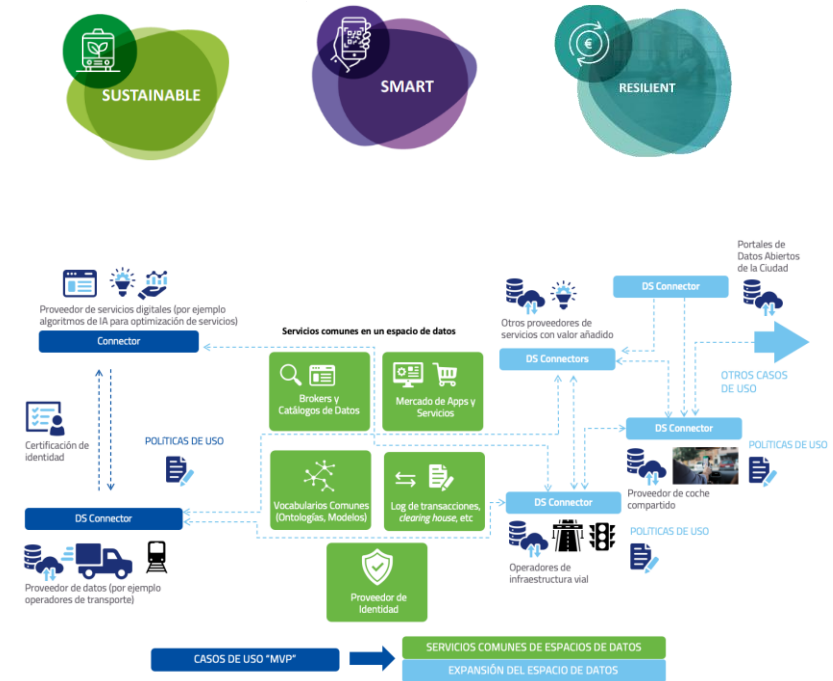 SUSTAINABLE
SMART
RESILIENT
Portales de
Datos Abiertos
de la Ciudad
DS Connector
Proveedor de servicios digitales (por ejemplo
algoritmos de IA para optimización de servicios)
Connector
Servicios comunes en un espacio de datos
Otros proveedores de
servicios con valor añadido
DS Connectors
OTROS CASOS
DE USO
Brokers y
Catálogos de Datos
Mercado de Apps y
Servicios
Certificación de
identidad
POLÍTICAS DE USO
DS Connector
POLÍTICAS DE USO
Proveedor de coche
compartido
Vocabularios Comunes
(Ontologías, Modelos)
Log de transacciones,
clearing house, etc
DS Connector
DS Connector
POLÍTICAS DE USO
Operadores de
infraestructura vial
Proveedor de datos (por ejemplo
operadores de transporte)
Proveedor de
Identidad
CASOS DE USO "MVP"
SERVICIOS COMUNES DE ESPACIOS DE DATOS
EXPANSIÓN DEL ESPACIO DE DATOS